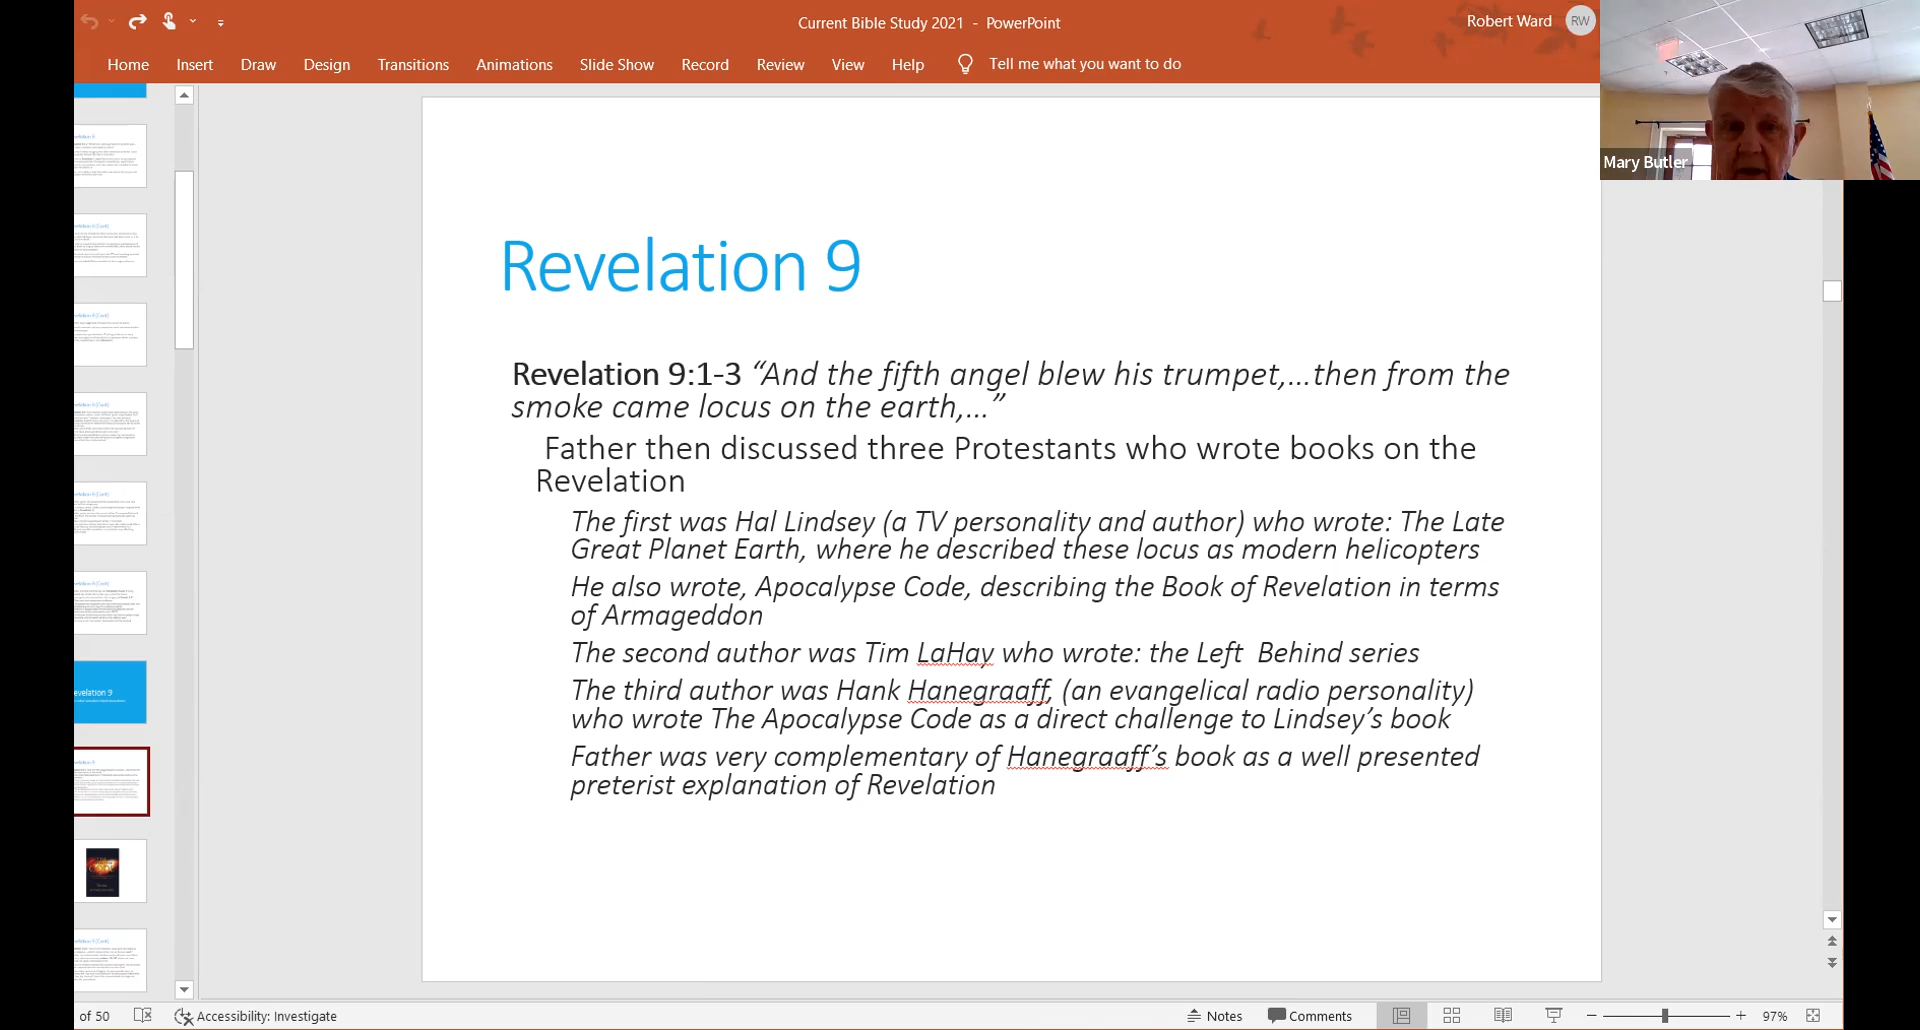 Current Bible Study 2021 - PowerPoint
Robert Ward
RW
Home Insert Draw Design Transitions Animations Slide Show Record Review View Help Tell me what you want to do
Mary Butler
Revelation 9
Revelation 9:1-3 “And the fifth angel blew his trumpet,...then from the
smoke came locus on the earth,...”
Father then discussed three Protestants who wrote books on the
Revelation
The first was Hal Lindsey (a TV personality and author) who wrote: The Late
Great Planet Earth, where he described these locus as modern helicopters
He also wrote, Apocalypse Code, describing the Book of Revelation in terms
of Armageddon
The second author was Tim LaHay who wrote: the Left Behind series
The third author was Hank Hanegraaff, (an evangelical radio personality)
who wrote The Apocalypse Code as a direct challenge to Lindsey’s book
Father was very complementary of Hanegraaff’s book as a well presented
preterist explanation of Revelation
evelation 9
of 50
Accessibility: Investigate
Notes
Comments
97%